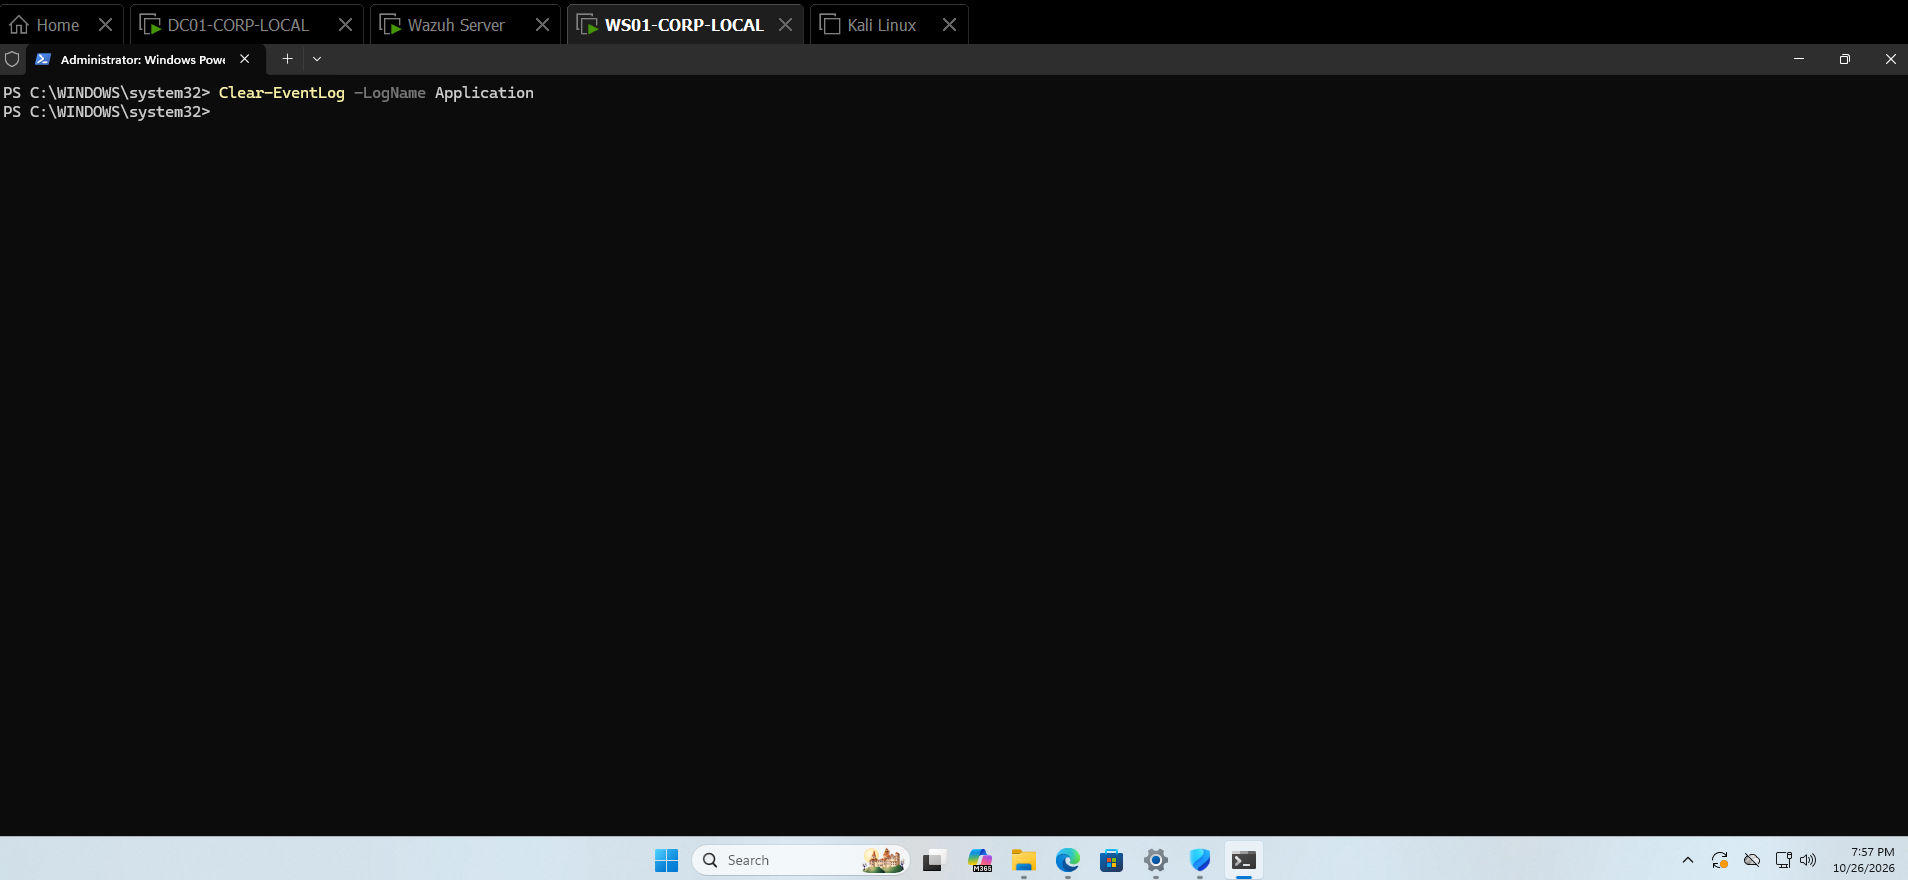 Home
DC01-CORP-LOCAL
Wazuh Server
WS01-CORP-LOCAL
Kali Linux
Administrator: Windows Powe
PS C:\WINDOWS\system32> Clear-EventLog -LogName Application
PS C:\WINDOWS\system32>
Search
M365
7:57 PM
10/26/2026